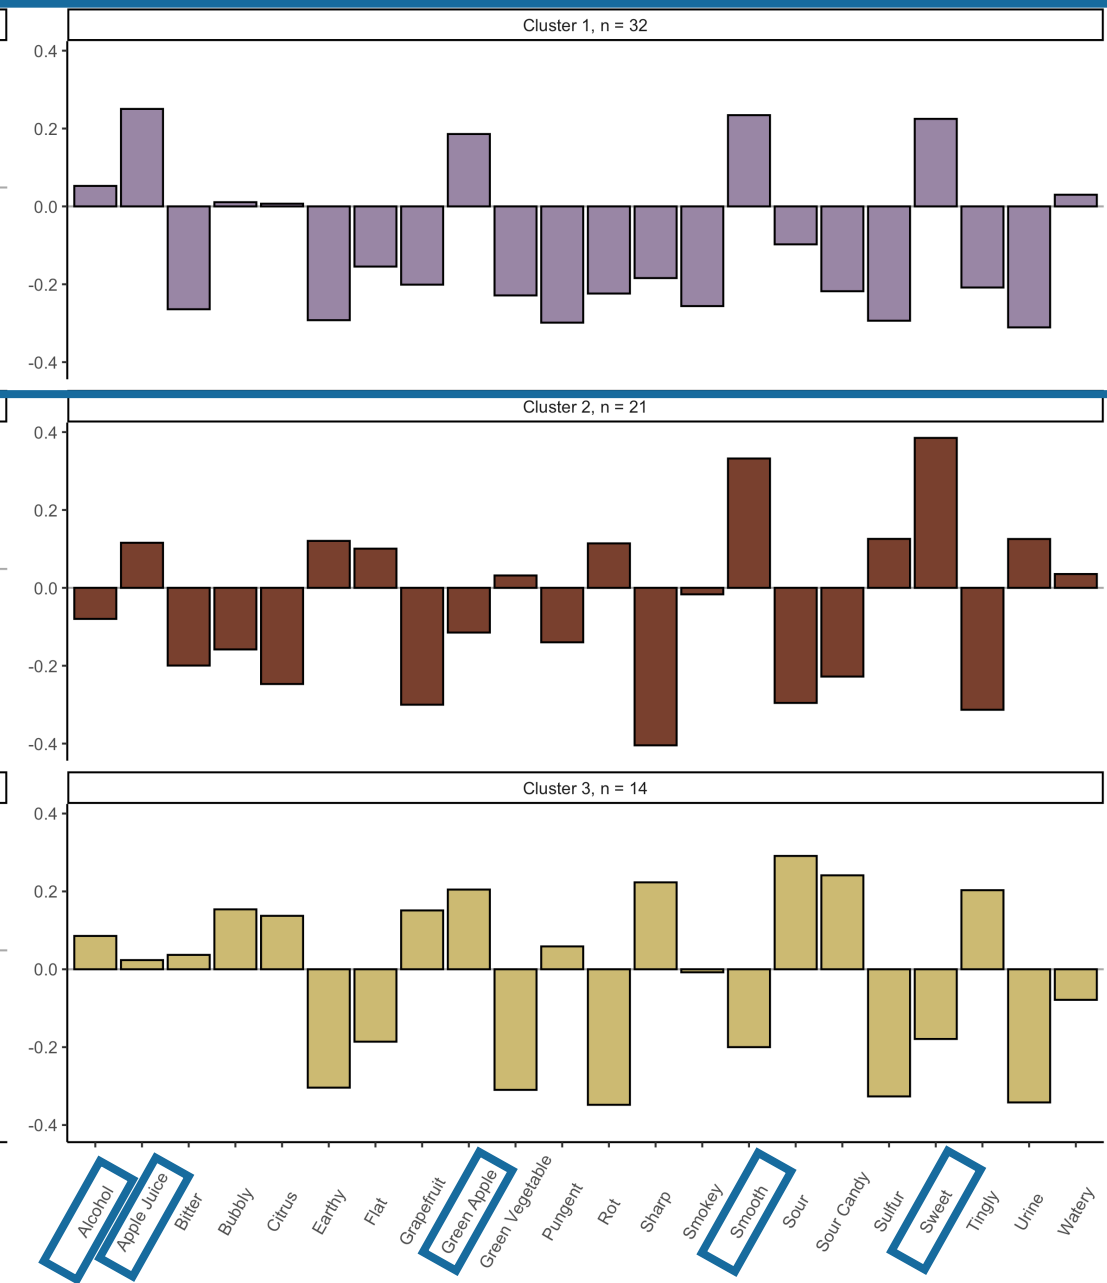 Cluster 1, n = 32
0.4
0.2
0.0
-0.2
-0.4
Cluster 2, n = 21
0.4
0.2
0.0
-0.2
-0.4
Cluster 3, n = 14
0.4
0.2
0.0
-0.2
-0.4
Alcohol
Apple Juice
Bitter
Bubbly
Citrus
Earthy
Flat
Grapefruit
Green Apple
Green Vegetable
Pungent
Rot
Sharp
Smokey
Smooth
Sour
Sour Candy
Sulfur
Sweet
Tingly
Urine
Watery